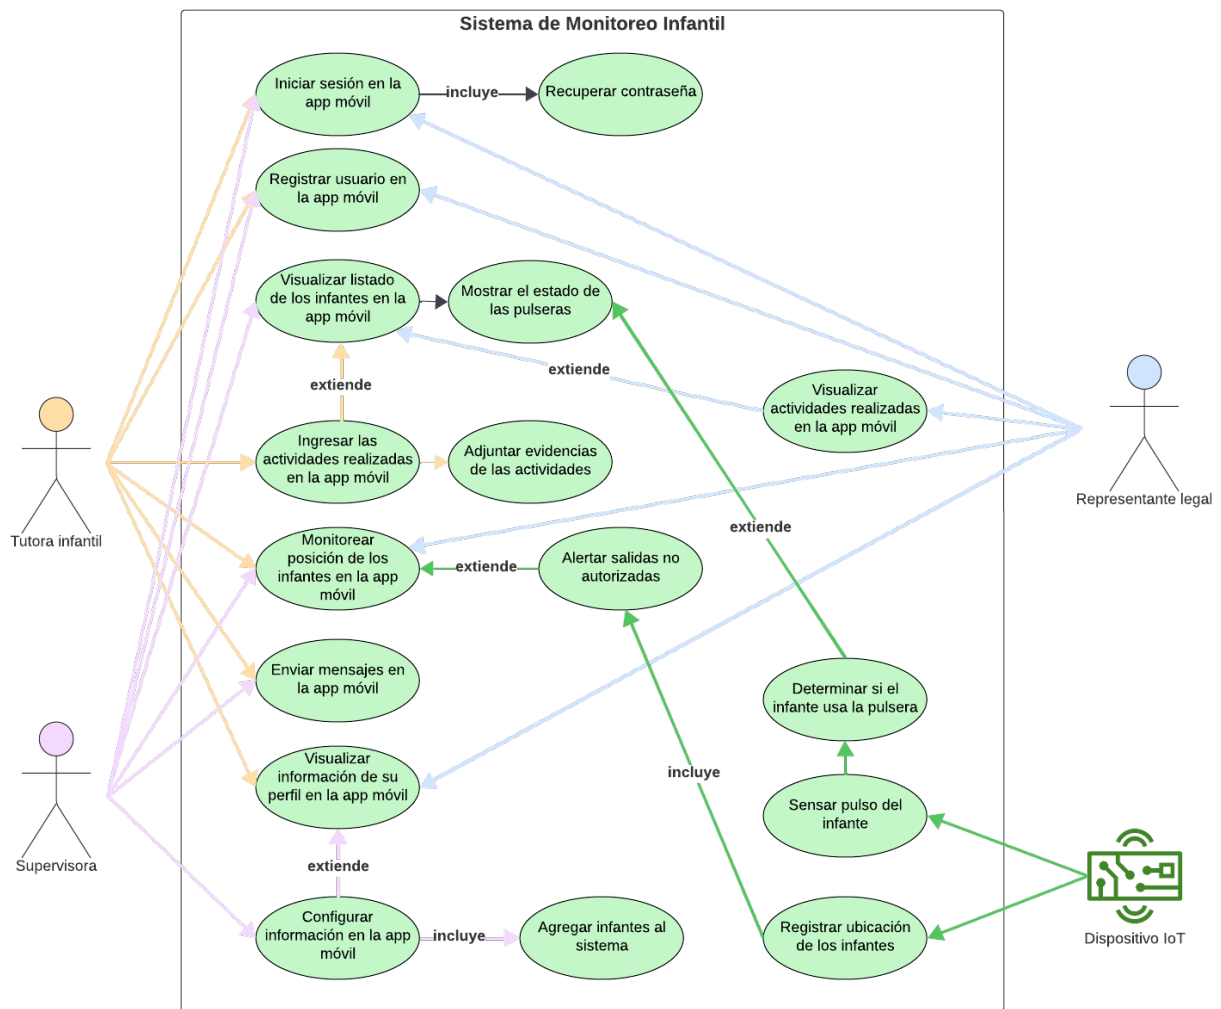 Sistema de Monitoreo Infantil
Iniciar sesión en la
app móvil
incluye
Recuperar contraseña
Registrar usuario en
la app móvil
Visualizar listado
de los infantes en la
app móvil
Mostrar el estado de
las pulseras
extiende
extiende
Visualizar
actividades realizadas
en la app móvil
Ingresar las
actividades realizadas
en la app móvil
Adjuntar evidencias
de las actividades
Tutora infantil
Representante legal
extiende
Monitorear
posición de los
infantes en la app
móvil
extiende
Alertar salidas no
autorizadas
Enviar mensajes en
la app móvil
Determinar si el
infante usa la pulsera
Visualizar
información de su
perfil en la app móvil
incluye
Sensar pulso del
infante
Supervisora
extiende
Configurar
información en la app
móvil
incluye
Agregar infantes al
sistema
Registrar ubicación
de los infantes
Dispositivo IoT